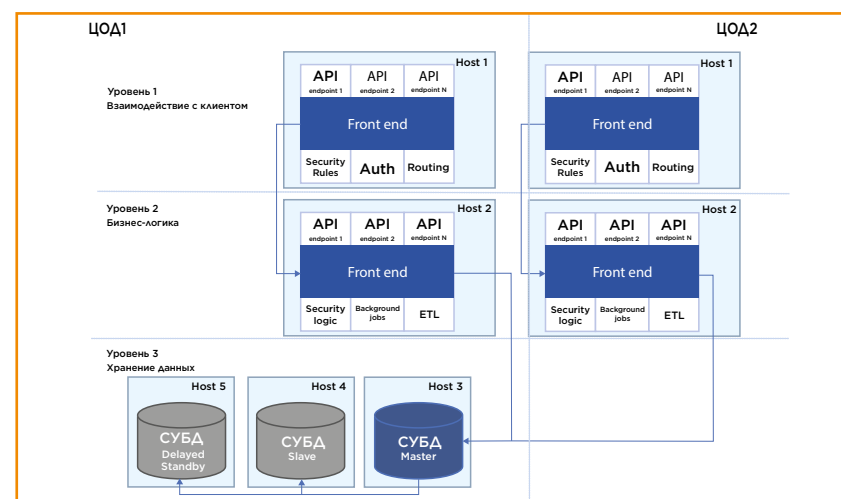 ЦОД1
ЦОД2
Уровень 1
Взаимодействие с клиентом
Host 1
API
endpoint 1
API
endpoint 2
API
endpoint N
Front end
Security
Rules
Auth
Routing
Host 1
API
endpoint 1
API
endpoint 2
API
endpoint N
Front end
Security
Rules
Auth
Routing
Уровень 2
Бизнес-логика
Host 2
API
endpoint 1
API
endpoint 2
API
endpoint N
Front end
Security
logic
Background
jobs
ETL
Host 2
API
endpoint 1
API
endpoint 2
API
endpoint N
Front end
Security
logic
Background
jobs
ETL
Уровень 3
Хранение данных
Host 5
СУБД
Delayed
Standby
Host 4
СУБД
Slave
Host 3
СУБД
Master